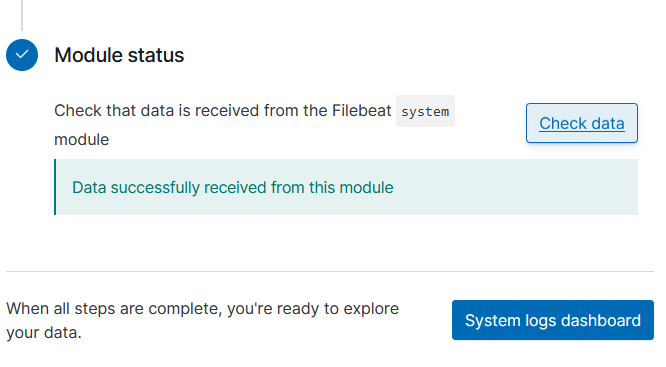 Module status
Check that data is received from the Filebeat system
module
Check data
Data successfully received from this module
When all steps are complete, you're ready to explore
your data.
System logs dashboard